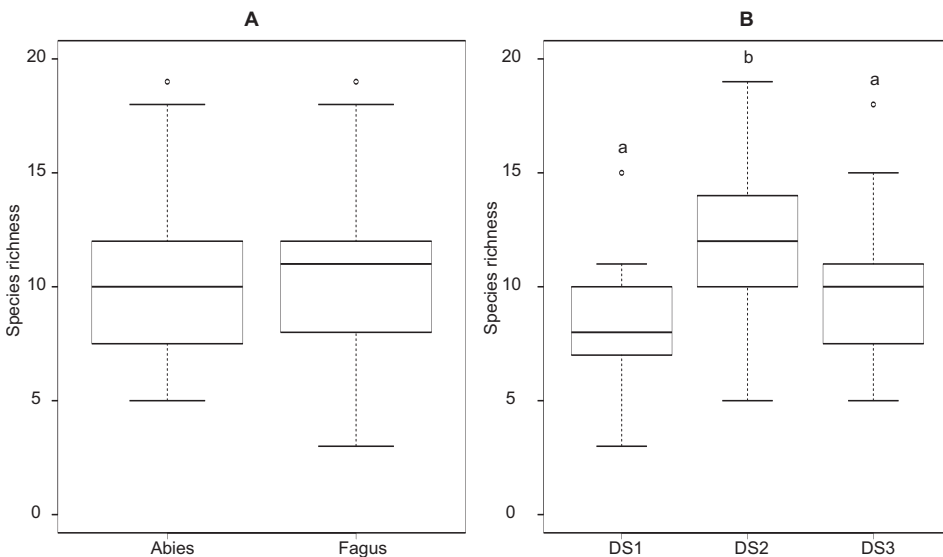 A
Species richness
20
15
10
5
0
Abies
Fagus
B
Species richness
20
15
10
5
0
a
b
a
DS1
DS2
DS3